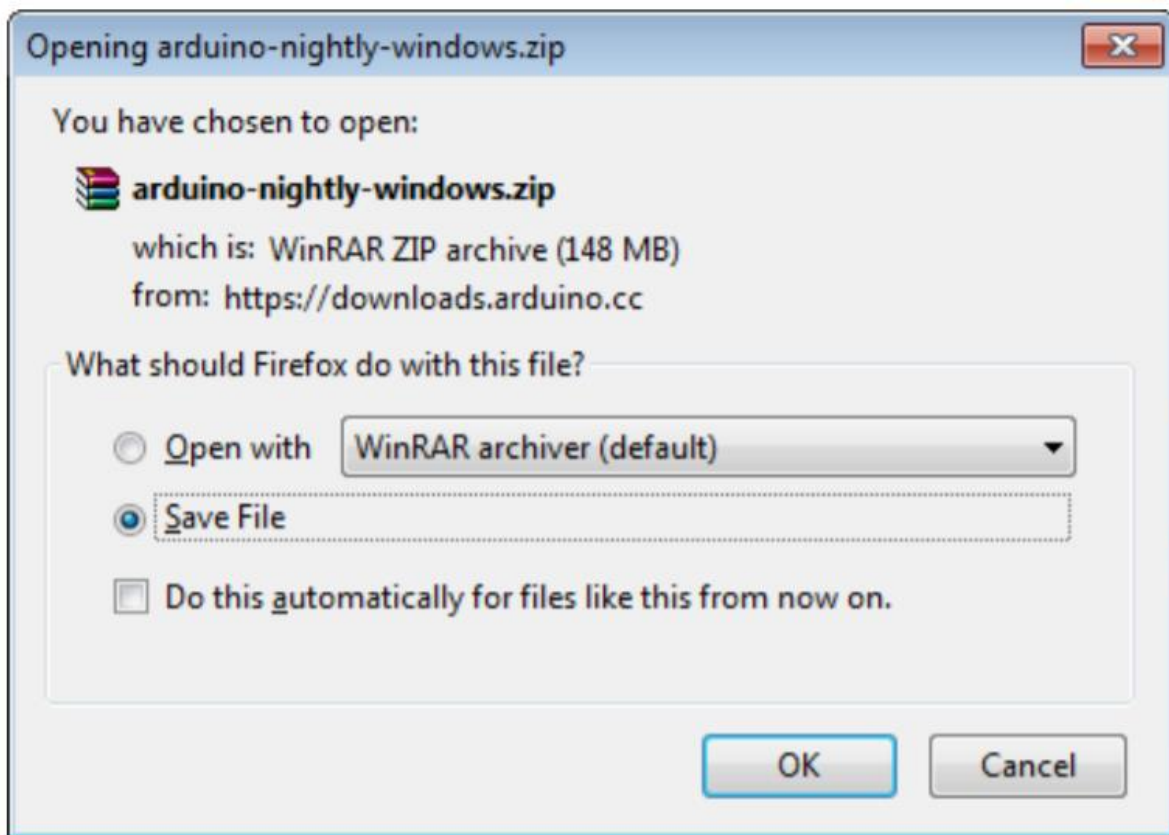 Opening arduino-nightly-windows.zip
You have chosen to open:
arduino-nightly-windows.zip
which is: WinRAR ZIP archive (148 MB)
from: https://downloads.arduino.cc
What should Firefox do with this file?
Open with WinRAR archiver (default)
Save File
Do this automatically for files like this from now on.
OK Cancel